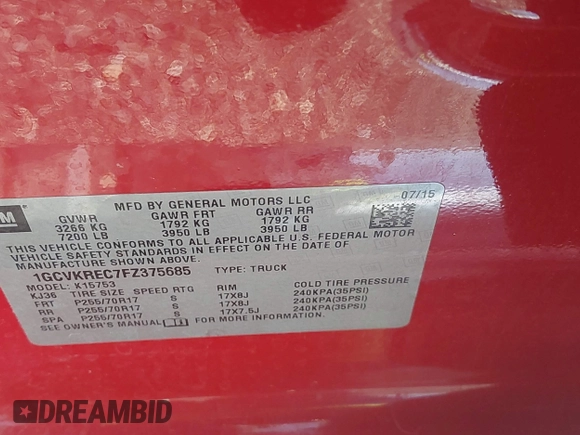 MFD BY GENERAL MOTORS LLC 07/15
GM
GVWR GAWR FRT GAWR RR
3266 KG 1792 KG 1792 KG
7200 LB 3950 LB 3950 LB
THIS VEHICLE CONFORMS TO ALL APPLICABLE U.S. FEDERAL MOTOR
VEHICLE SAFETY STANDARDS IN EFFECT ON THE DATE OF
MANUFACTURE SHOWN ABOVE.
1GCVKREC7FZ375685 TYPE: TRUCK
MODEL: K15753
KJ36 TIRE SIZE SPEED RTG RIM COLD TIRE PRESSURE
FRT P255/70R17 S 17X8J 240KPA(35PSI)
RR P255/70R17 S 17X8J 240KPA(35PSI)
SPA P255/70R17 S 17X7.5J 240KPA(35PSI)
SEE OWNER'S MANUAL FOR MORE INFORMATION.
DREAMBID